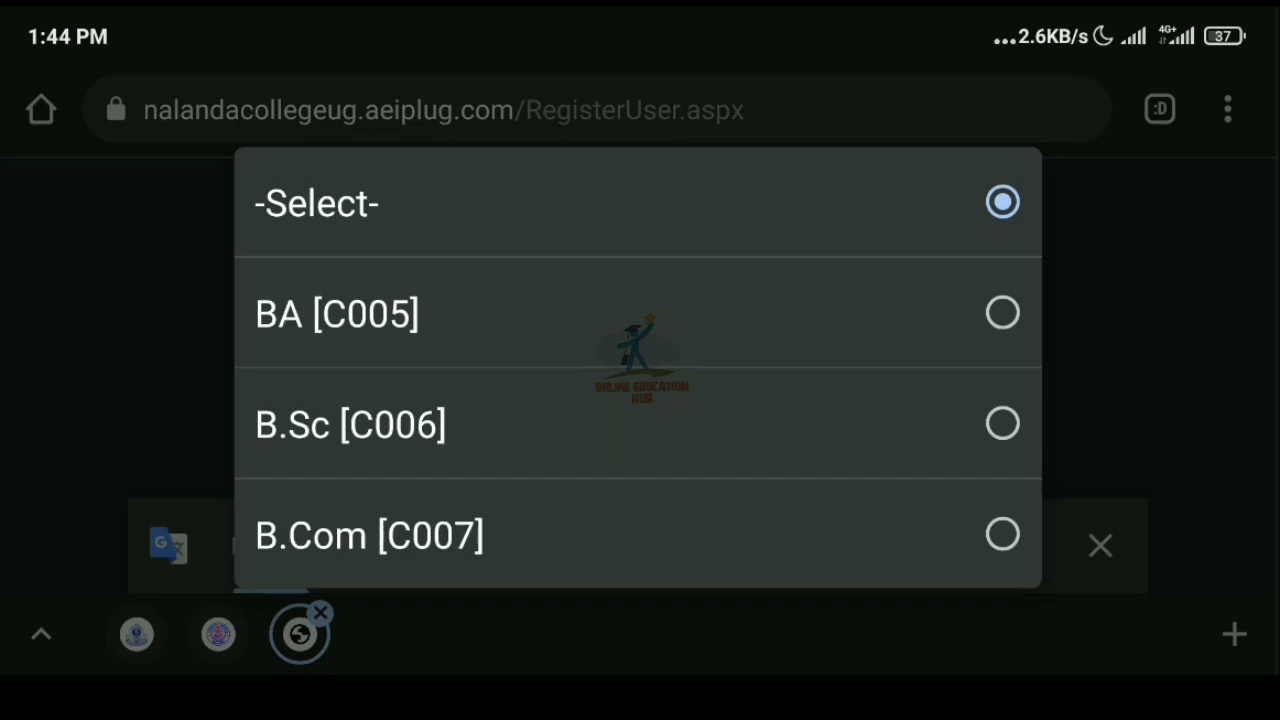 1:44 PM
...2.6KB/s 4G+ 37
nalandacollegeug.aeiplug.com/RegisterUser.aspx
:D
-Select-
BA [C005]
ONLINE EDUCATION
HUB
B.Sc [C006]
B.Com [C007]
G